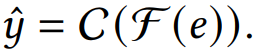 ŷ = 𝒞(ℱ(e)).